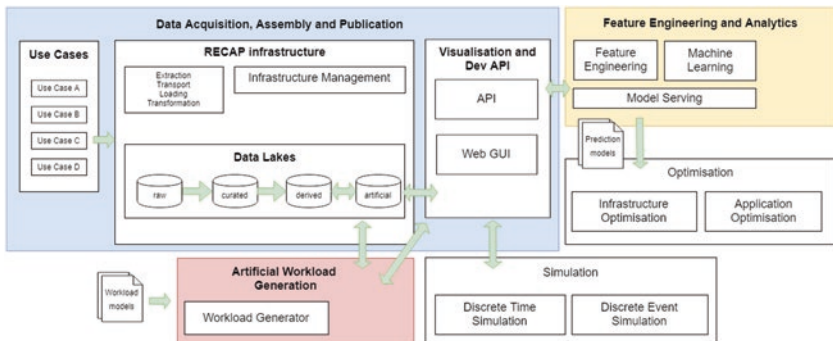 Data Acquisition, Assembly and Publication
Use Cases
Use Case A
Use Case B
Use Case C
Use Case D
RECAP infrastructure
Extraction
Transport
Loading
Transformation
Infrastructure Management
Data Lakes
raw
curated
derived
artificial
Visualisation and
Dev API
API
Web GUI
Feature Engineering and Analytics
Feature
Engineering
Machine
Learning
Model Serving
Prediction
models
Optimisation
Infrastructure
Optimisation
Application
Optimisation
Workload
models
Artificial Workload
Generation
Workload Generator
Simulation
Discrete Time
Simulation
Discrete Event
Simulation